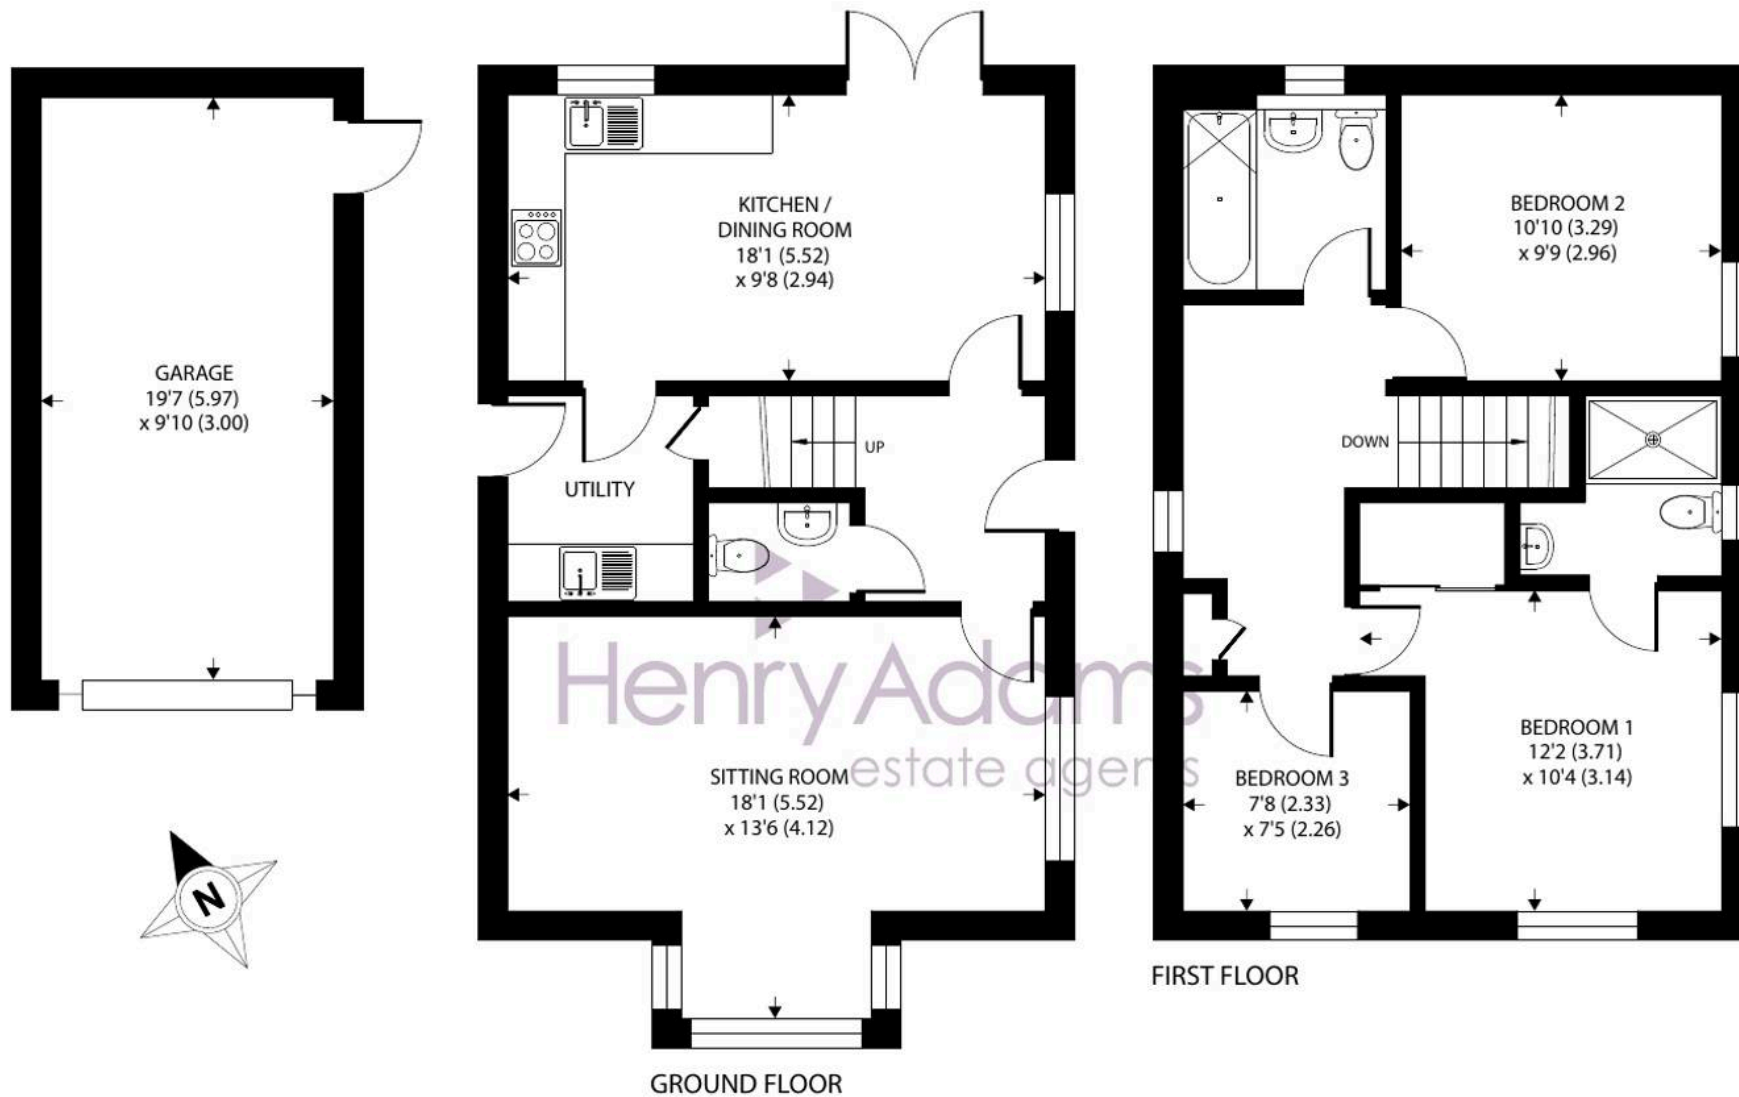 GARAGE
19'7 (5.97)
x 9'10 (3.00)
N
KITCHEN /
DINING ROOM
18'1 (5.52)
x 9'8 (2.94)
UP
UTILITY
Henry Adams
estate agents
SITTING ROOM
18'1 (5.52)
x 13'6 (4.12)
GROUND FLOOR
BEDROOM 2
10'10 (3.29)
x 9'9 (2.96)
DOWN
BEDROOM 1
12'2 (3.71)
x 10'4 (3.14)
BEDROOM 3
7'8 (2.33)
x 7'5 (2.26)
FIRST FLOOR